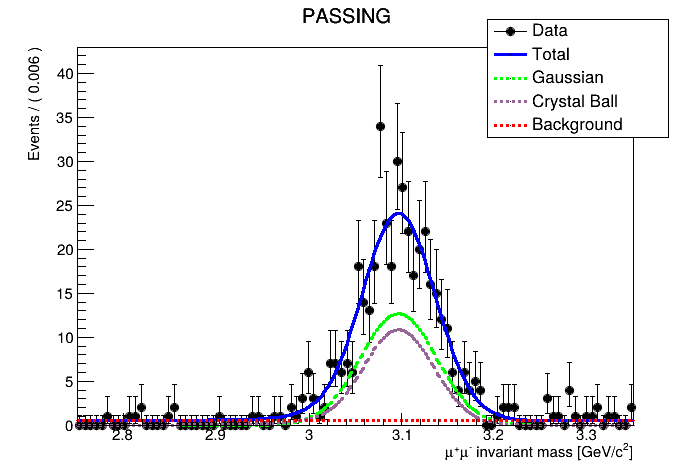 PASSING
Data
Total
Gaussian
Crystal Ball
Background
Events / ( 0.006 )
40
35
30
25
20
15
10
5
0
2.8 2.9 3 3.1 3.2 3.3
μ⁺μ⁻ invariant mass [GeV/c²]